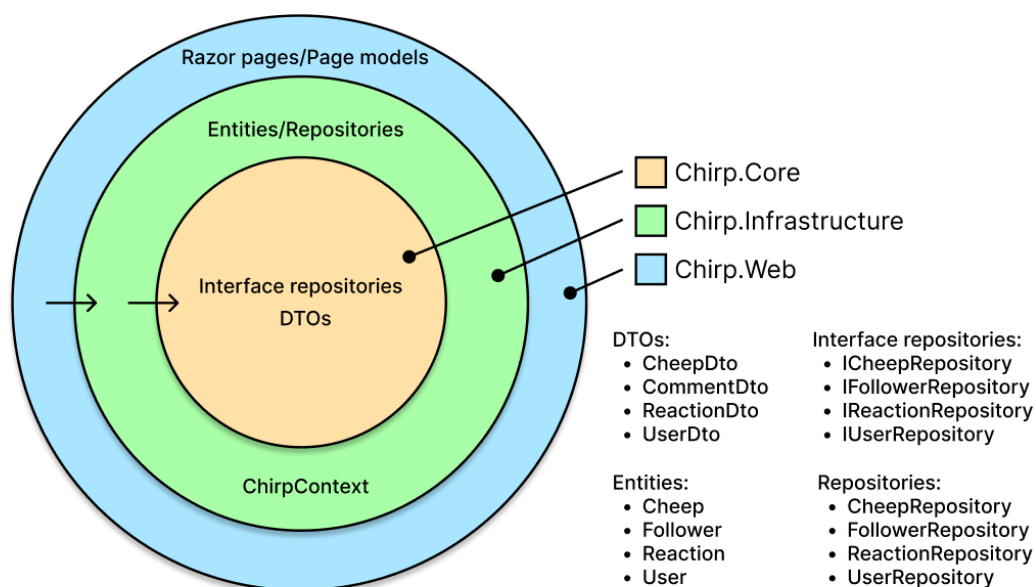 Razor pages/Page models
Entities/Repositories
Interface repositories
DTOs
ChirpContext
Chirp.Core
Chirp.Infrastructure
Chirp.Web
DTOs:
• CheepDto
• CommentDto
• ReactionDto
• UserDto
Interface repositories:
• ICheepRepository
• IFollowerRepository
• IReactionRepository
• IUserRepository
Entities:
• Cheep
• Follower
• Reaction
• User
Repositories:
• CheepRepository
• FollowerRepository
• ReactionRepository
• UserRepository